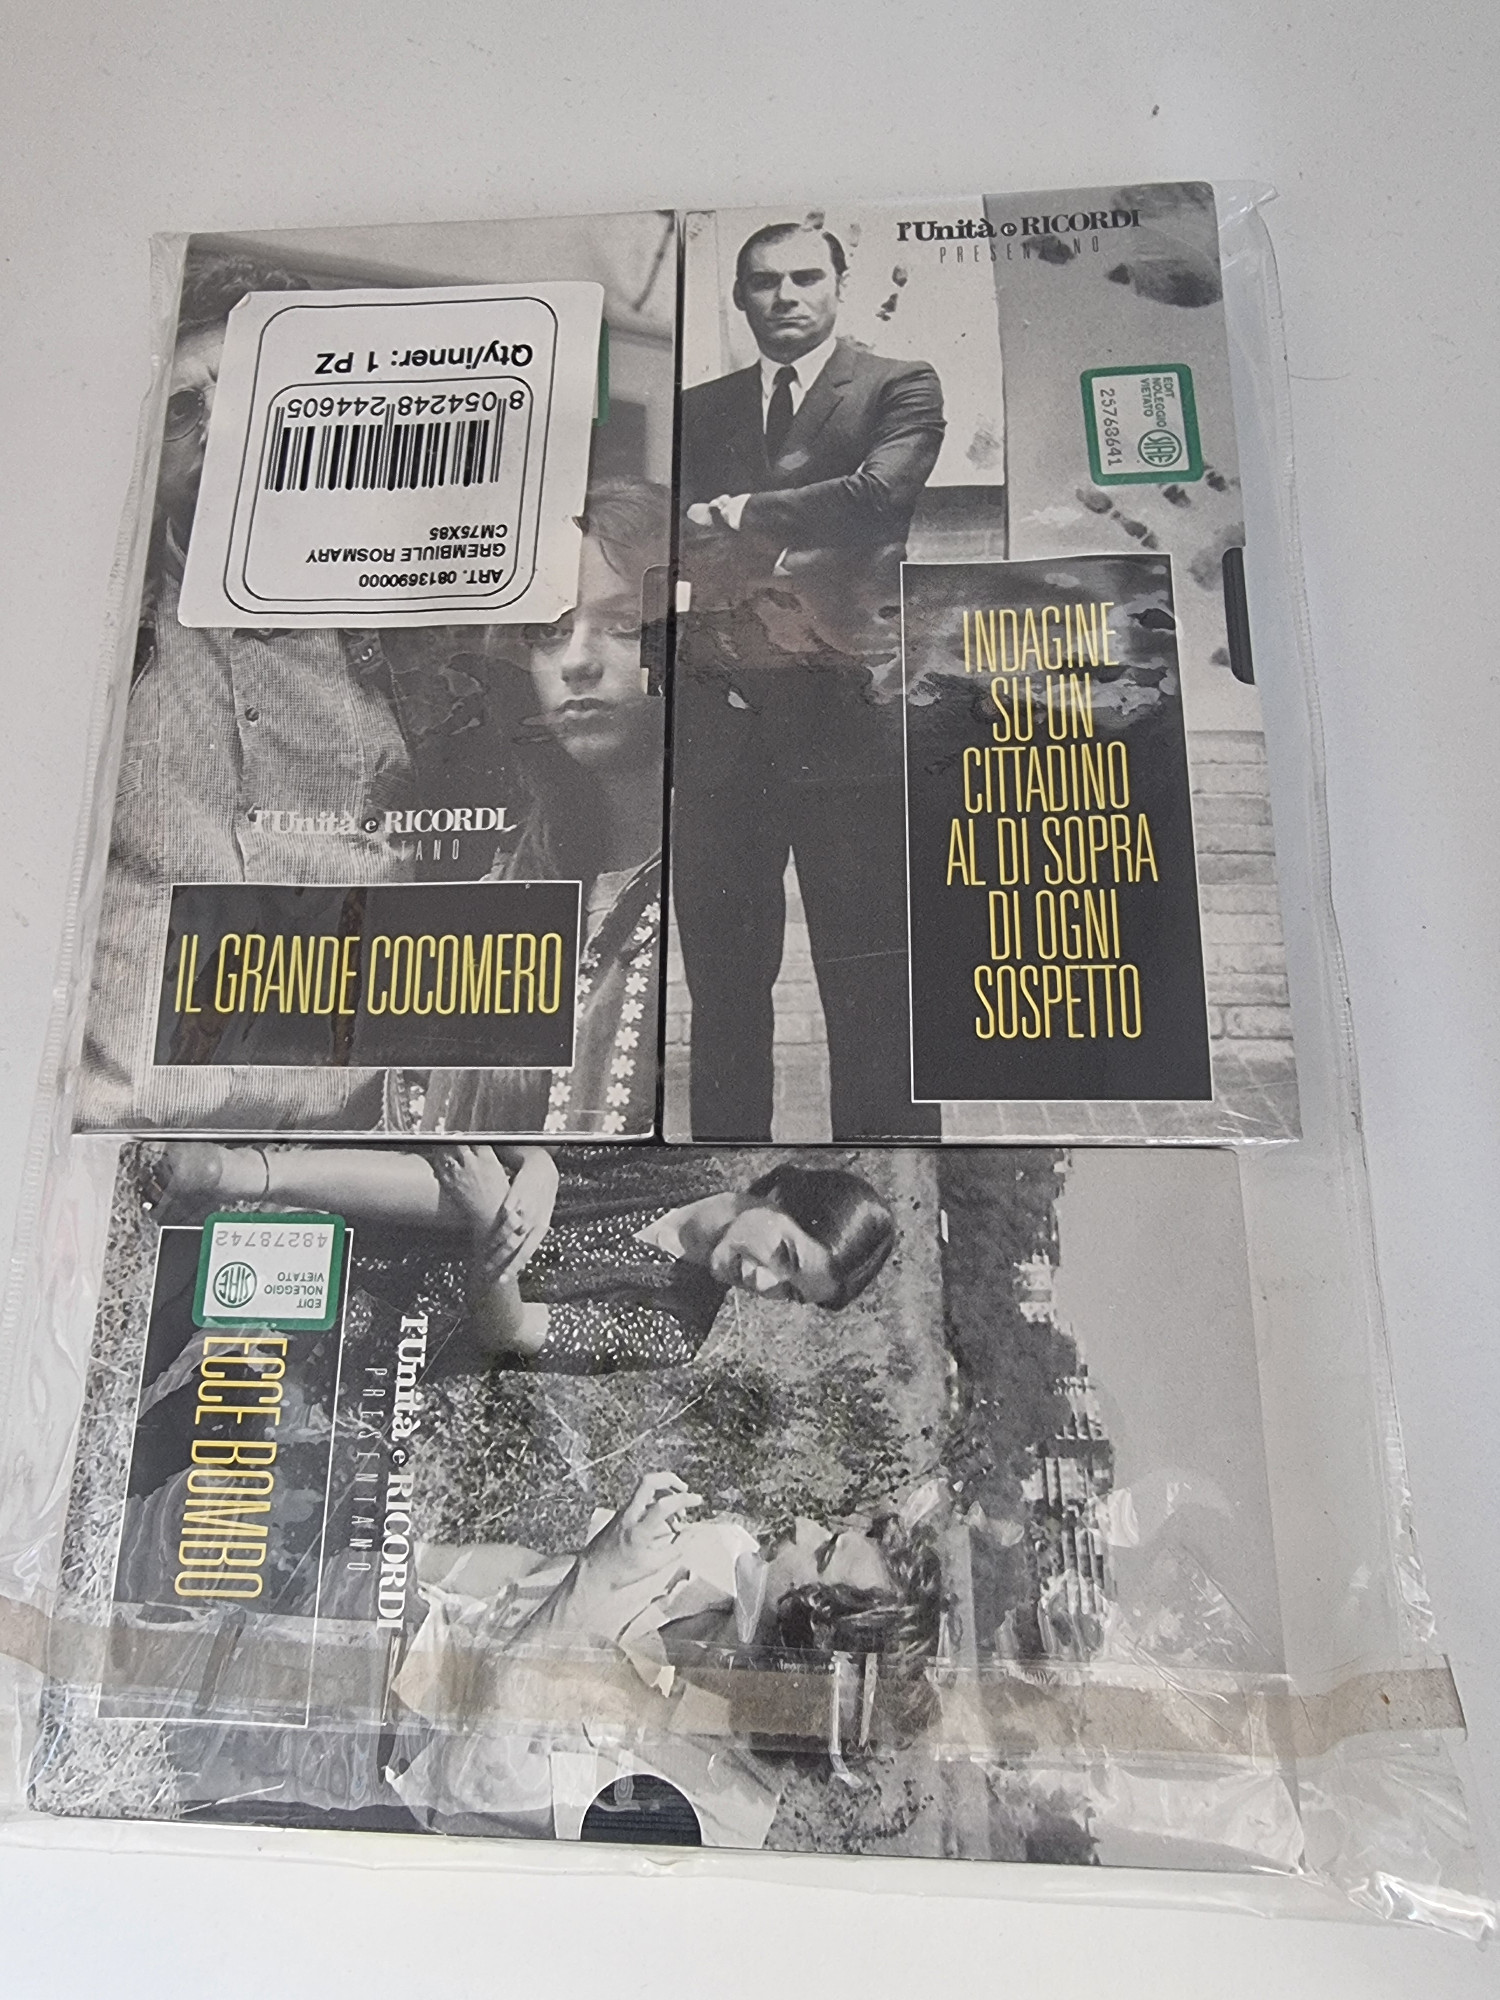 Qty/inner: 1 PZ
8 054248 244605
ART. 0813690000
GREMBIULE ROSMARY
CM75X85
l'Unità e RICORDI
IL GRANDE COCOMERO
l'Unità e RICORDI
PRESENTANO
EDIT
NOLEGGIO
VIETATO
SIAE
25763641
INDAGINE
SU UN
CITTADINO
AL DI SOPRA
DI OGNI
SOSPETTO
EDIT
NOLEGGIO
VIETATO
SIAE
48278742
l'Unità e RICORDI
PRESENTANO
ECCE BOMBO